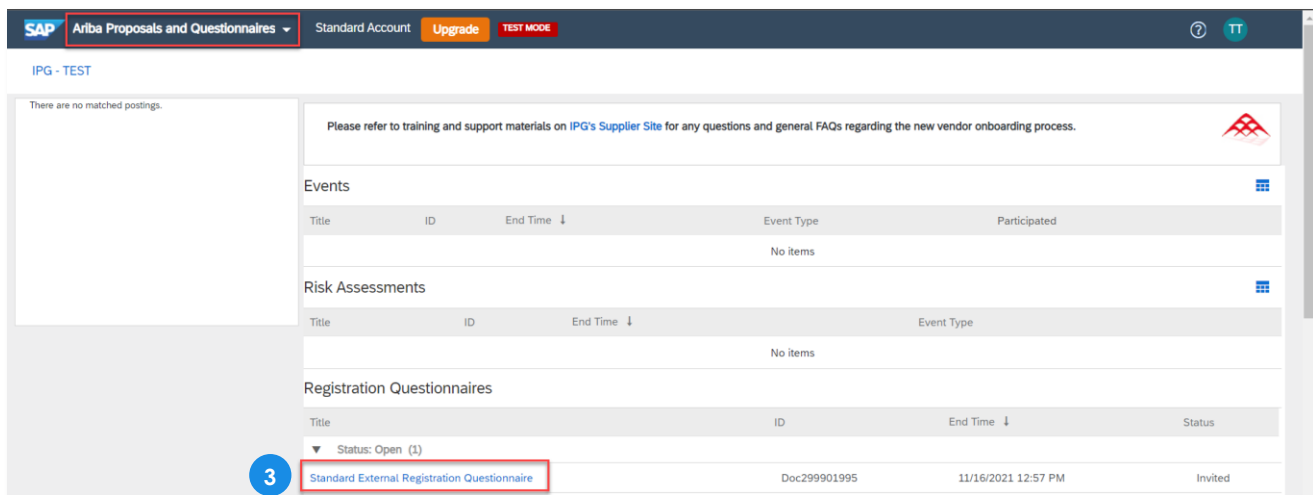 SAP Ariba Proposals and Questionnaires Standard Account Upgrade TEST MODE ? TT
IPG - TEST
There are no matched postings.
Please refer to training and support materials on IPG's Supplier Site for any questions and general FAQs regarding the new vendor onboarding process.
Events
Title ID End Time ↓ Event Type Participated
No items
Risk Assessments
Title ID End Time ↓ Event Type
No items
Registration Questionnaires
Title ID End Time ↓ Status
▼ Status: Open (1)
3 Standard External Registration Questionnaire Doc299901995 11/16/2021 12:57 PM Invited